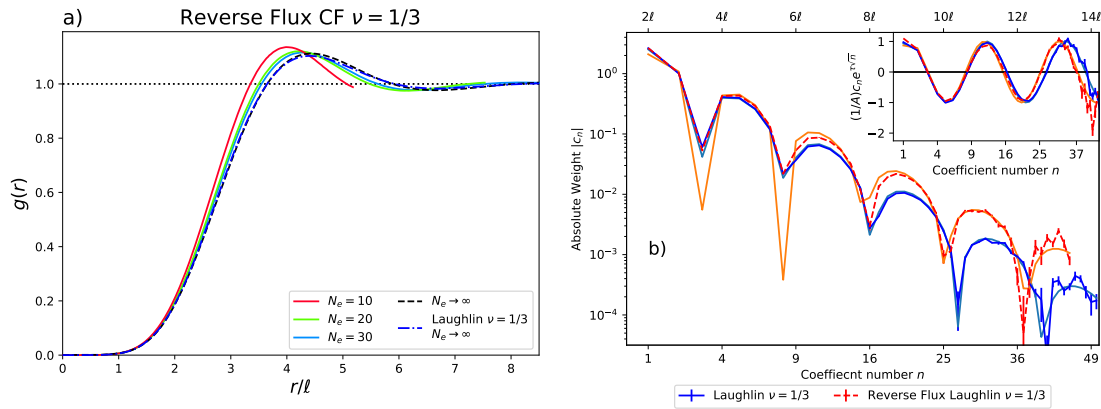 a)
Reverse Flux CF ν = 1/3
g(r)
1.0
0.8
0.6
0.4
0.2
0.0
0 1 2 3 4 5 6 7 8
r/ℓ
N_e = 10
N_e = 20
N_e = 30
N_e → ∞
Laughlin ν = 1/3
N_e → ∞
2ℓ 4ℓ 6ℓ 8ℓ 10ℓ 12ℓ 14ℓ
Absolute Weight |c_n|
10^0
10^{-1}
10^{-2}
10^{-3}
10^{-4}
b)
1 4 9 16 25 36 49
Coeffiecnt number n
(1/A)c_n e^{τ√n}
1
0
−1
−2
1 4 9 16 25 37
Coefficient number n
Laughlin ν = 1/3
Reverse Flux Laughlin ν = 1/3